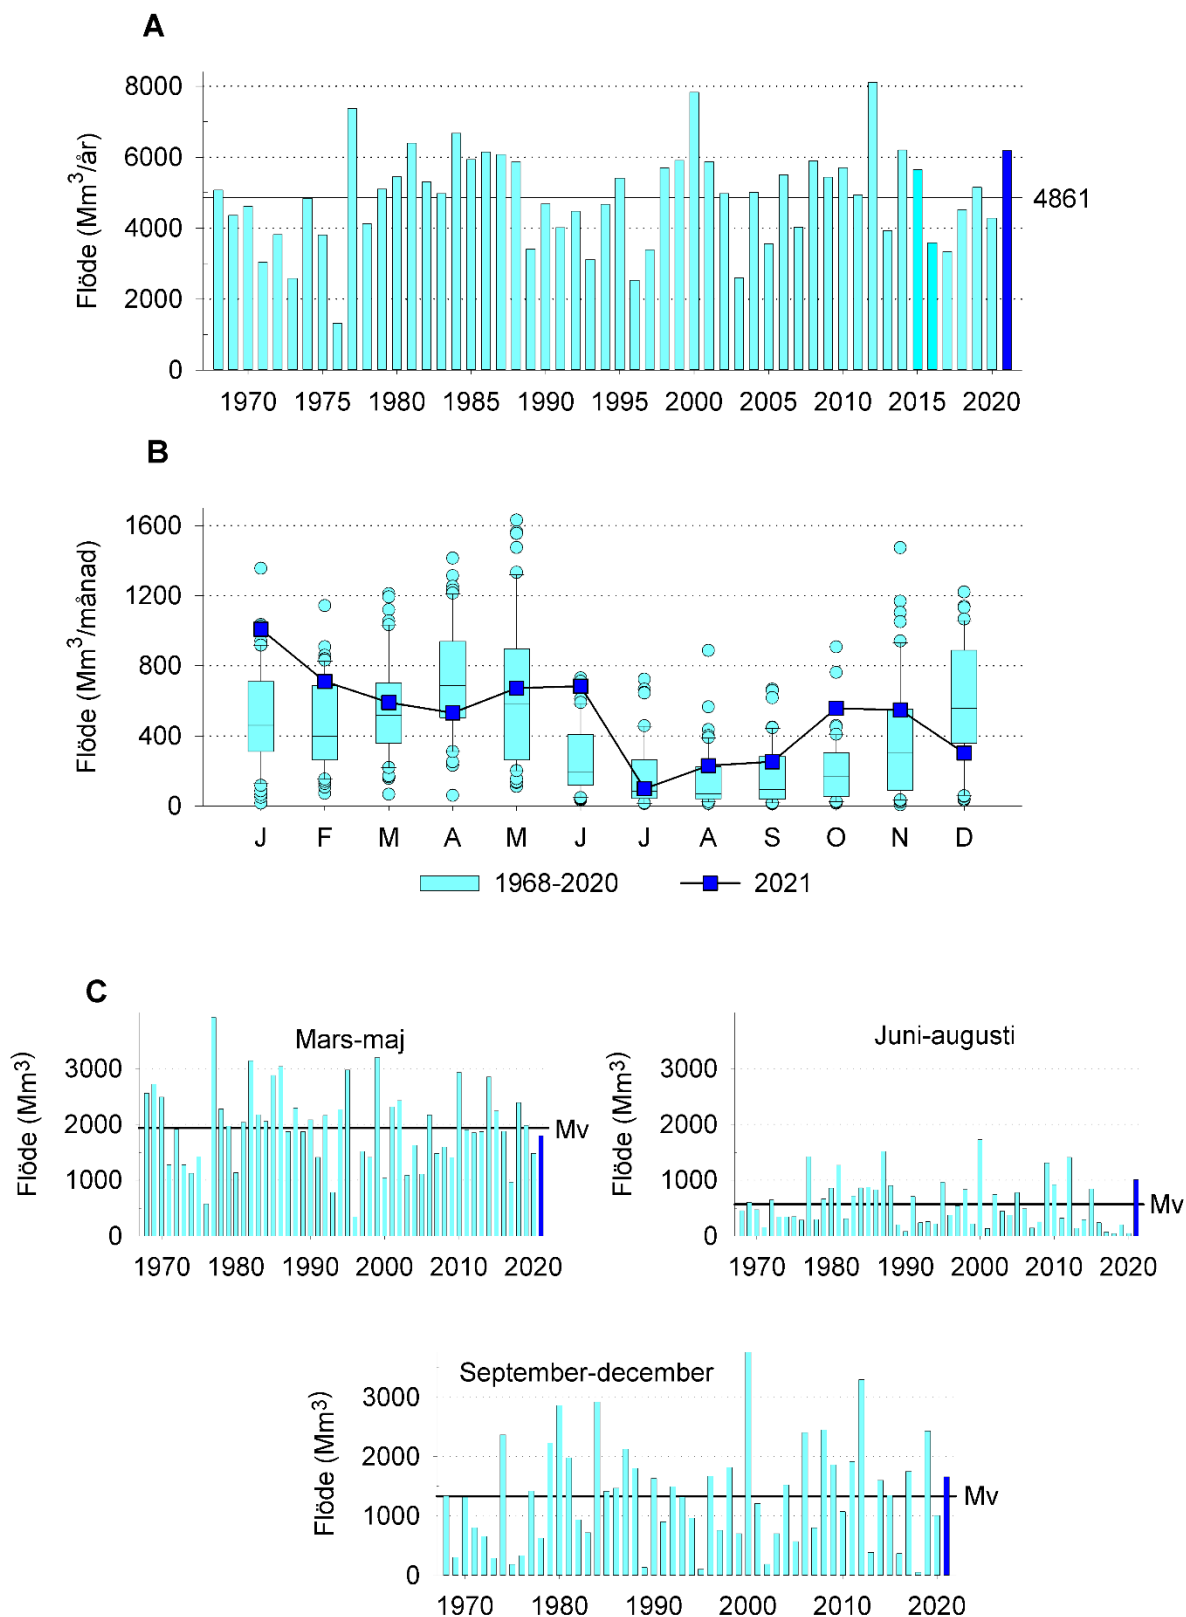 A
Flöde (Mm³/år)
8000
6000
4000
2000
0
4861
1970 1975 1980 1985 1990 1995 2000 2005 2010 2015 2020
B
Flöde (Mm³/månad)
1600
1200
800
400
0
J F M A M J J A S O N D
1968-2020 2021
C
Mars-maj
Flöde (Mm³)
3000
2000
1000
0
Mv
1970 1980 1990 2000 2010 2020
Juni-augusti
Flöde (Mm³)
3000
2000
1000
0
Mv
1970 1980 1990 2000 2010 2020
September-december
Flöde (Mm³)
3000
2000
1000
0
Mv
1970 1980 1990 2000 2010 2020